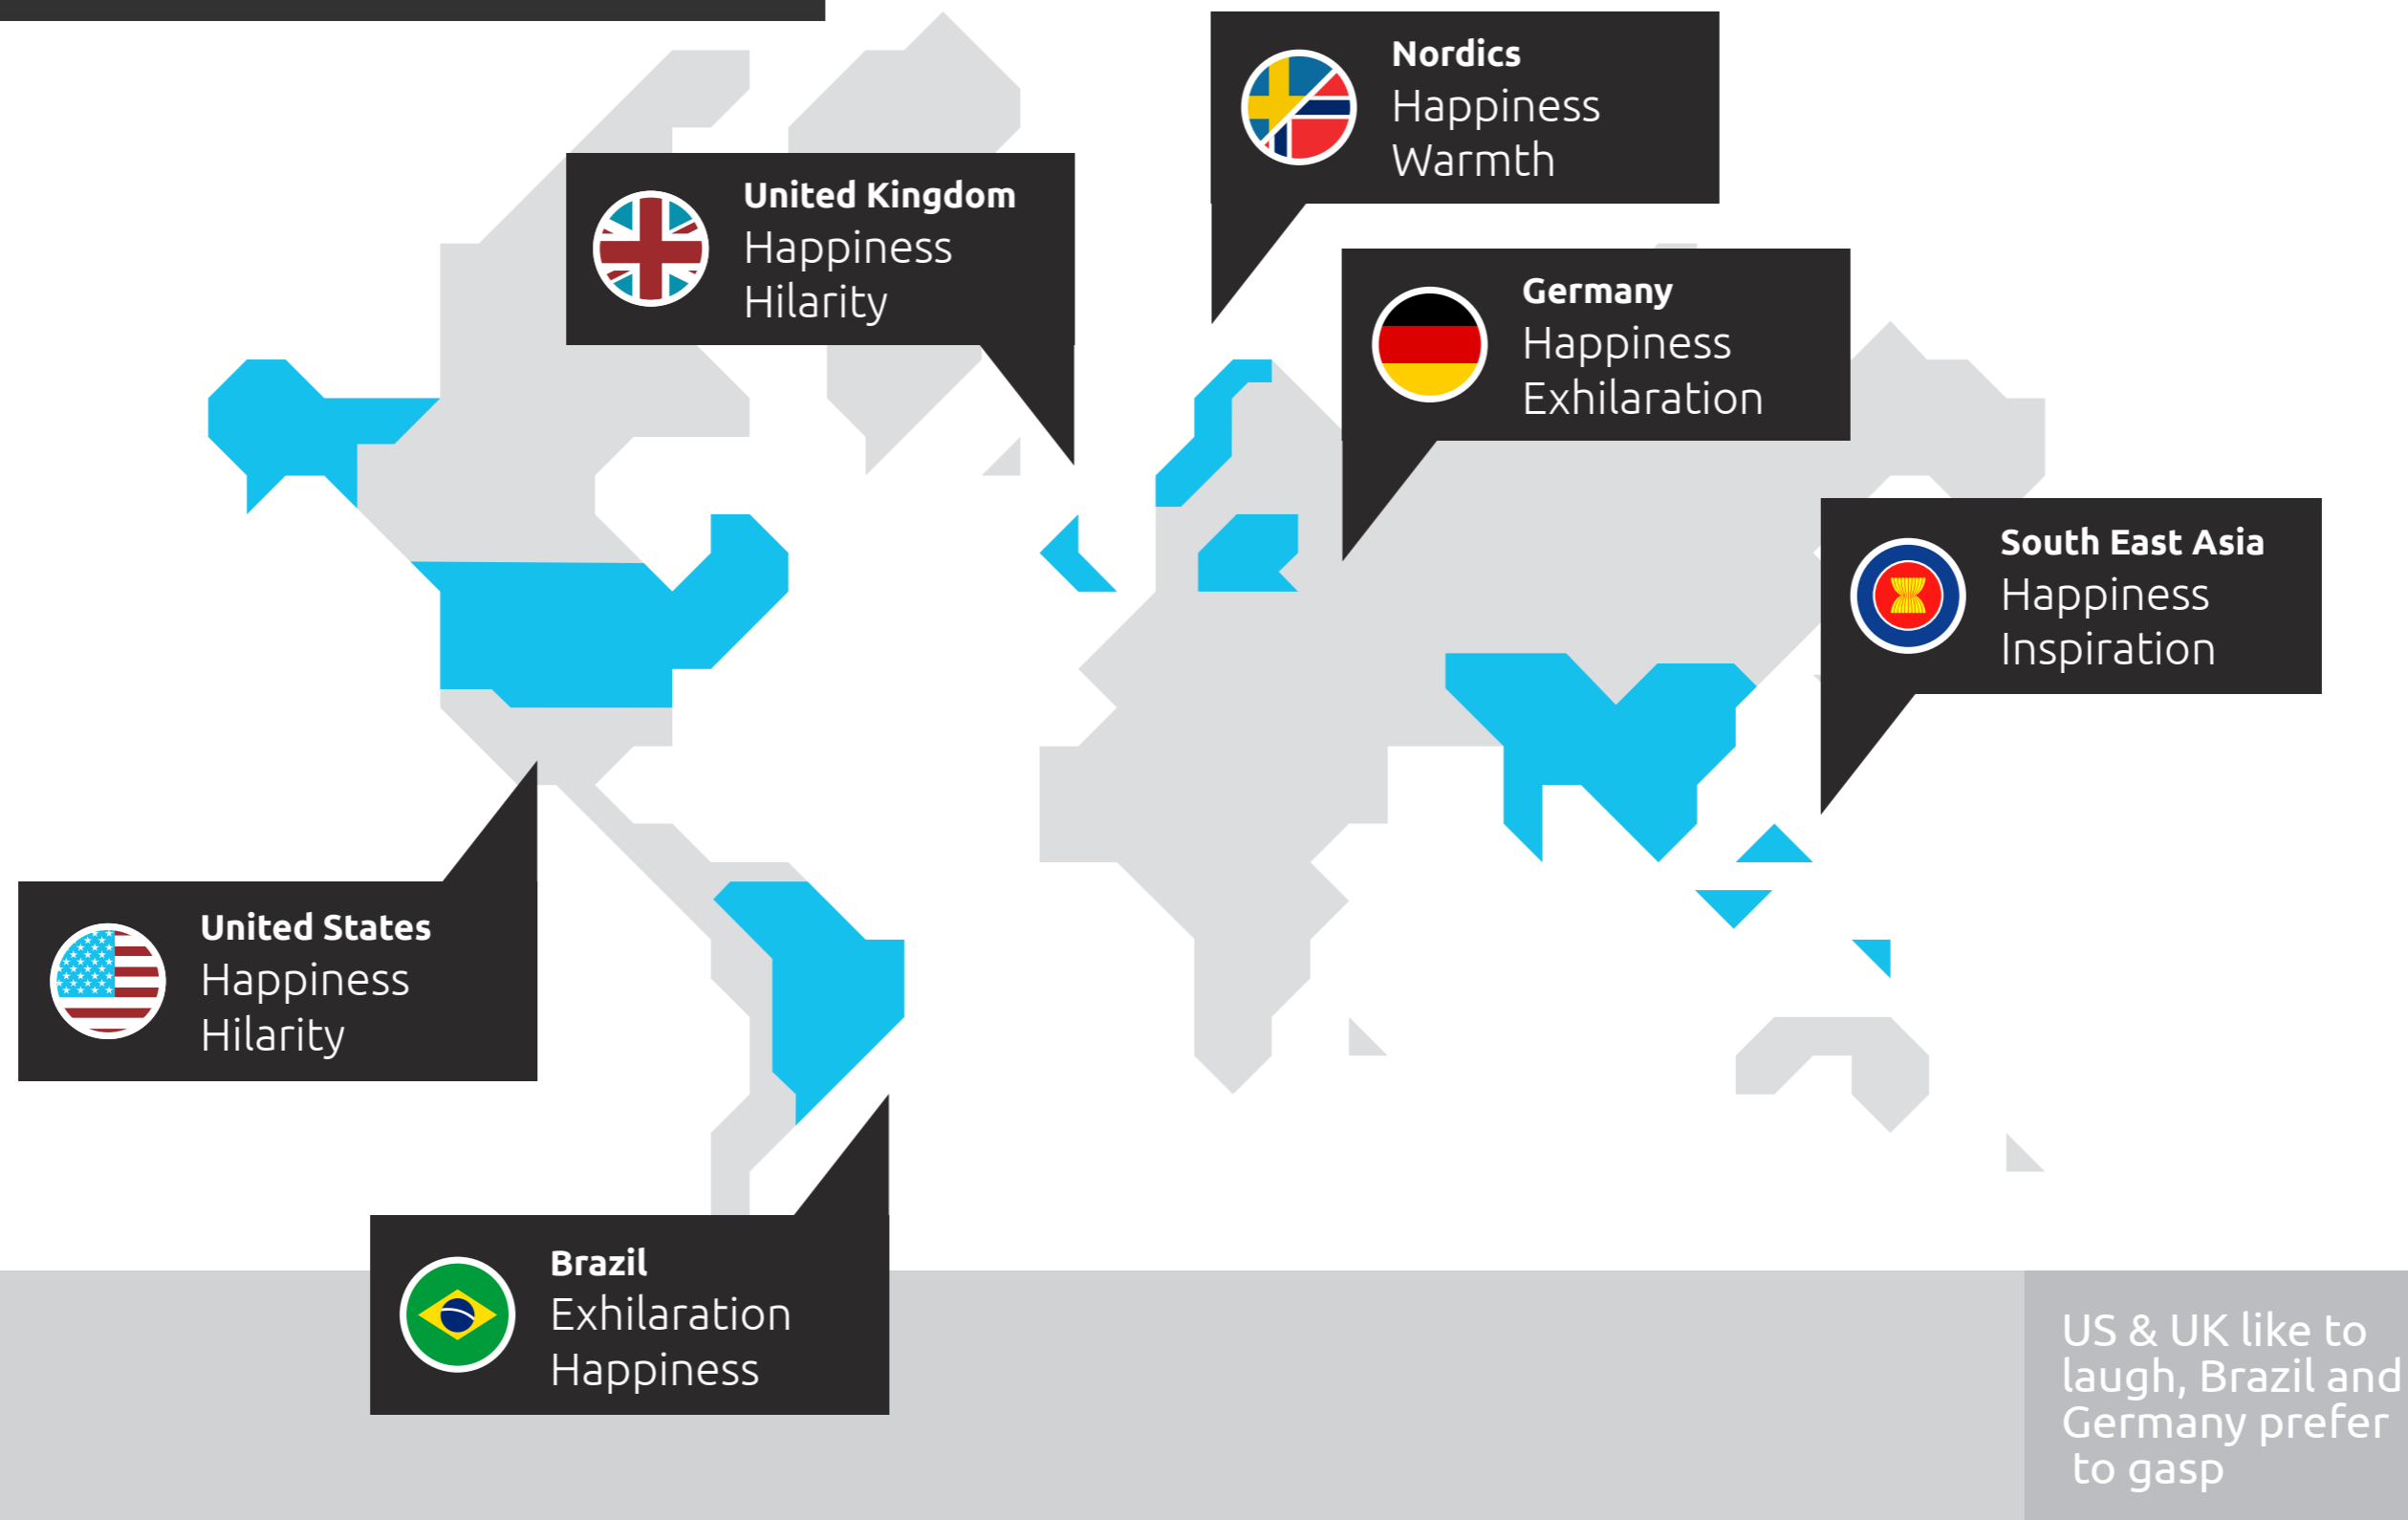 Nordics
Happiness
Warmth
United Kingdom
Happiness
Hilarity
Germany
Happiness
Exhilaration
South East Asia
Happiness
Inspiration
United States
Happiness
Hilarity
Brazil
Exhilaration
Happiness
US & UK like to
laugh, Brazil and
Germany prefer
to gasp